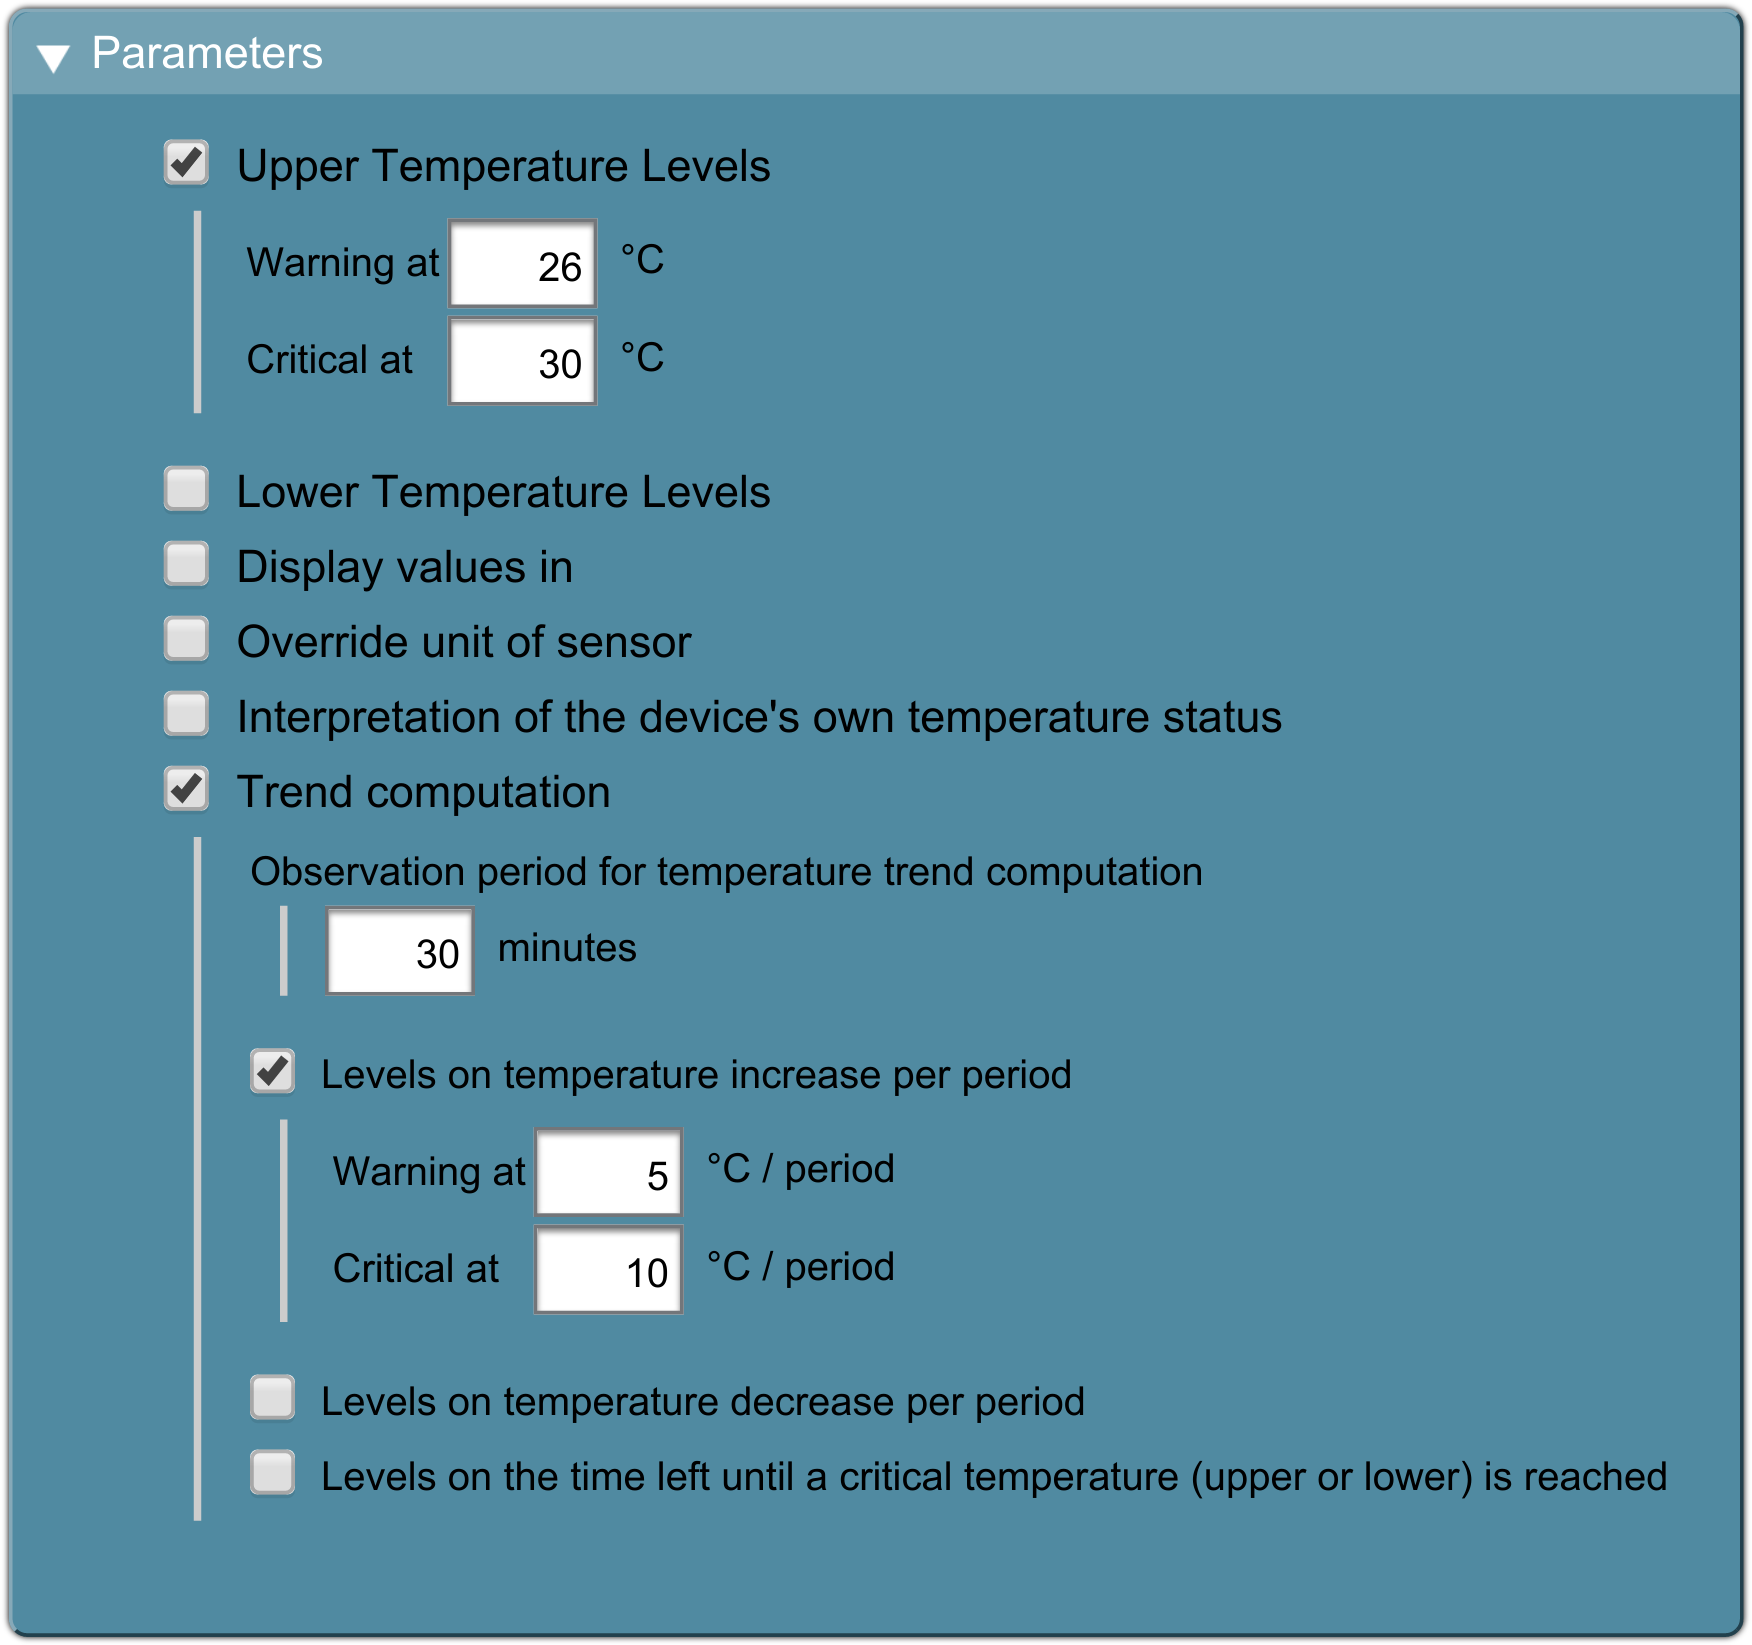 Parameters
Upper Temperature Levels
Warning at 26 °C
Critical at 30 °C
Lower Temperature Levels
Display values in
Override unit of sensor
Interpretation of the device's own temperature status
Trend computation
Observation period for temperature trend computation
30 minutes
Levels on temperature increase per period
Warning at 5 °C / period
Critical at 10 °C / period
Levels on temperature decrease per period
Levels on the time left until a critical temperature (upper or lower) is reached